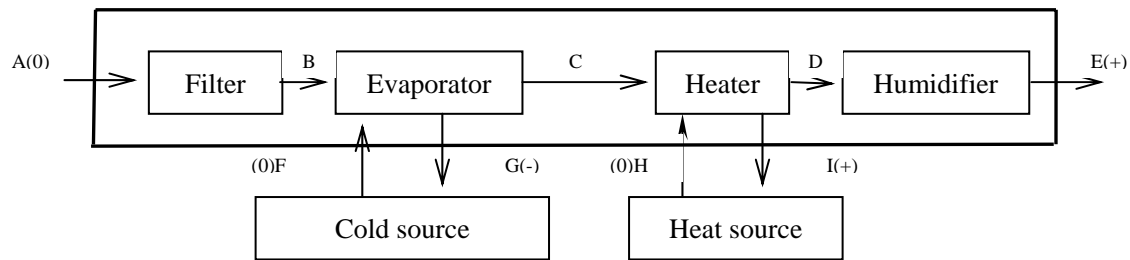 A(0)
B
C
D
E(+)
Filter
Evaporator
Heater
Humidifier
(0)F
G(-)
(0)H
I(+)
Cold source
Heat source